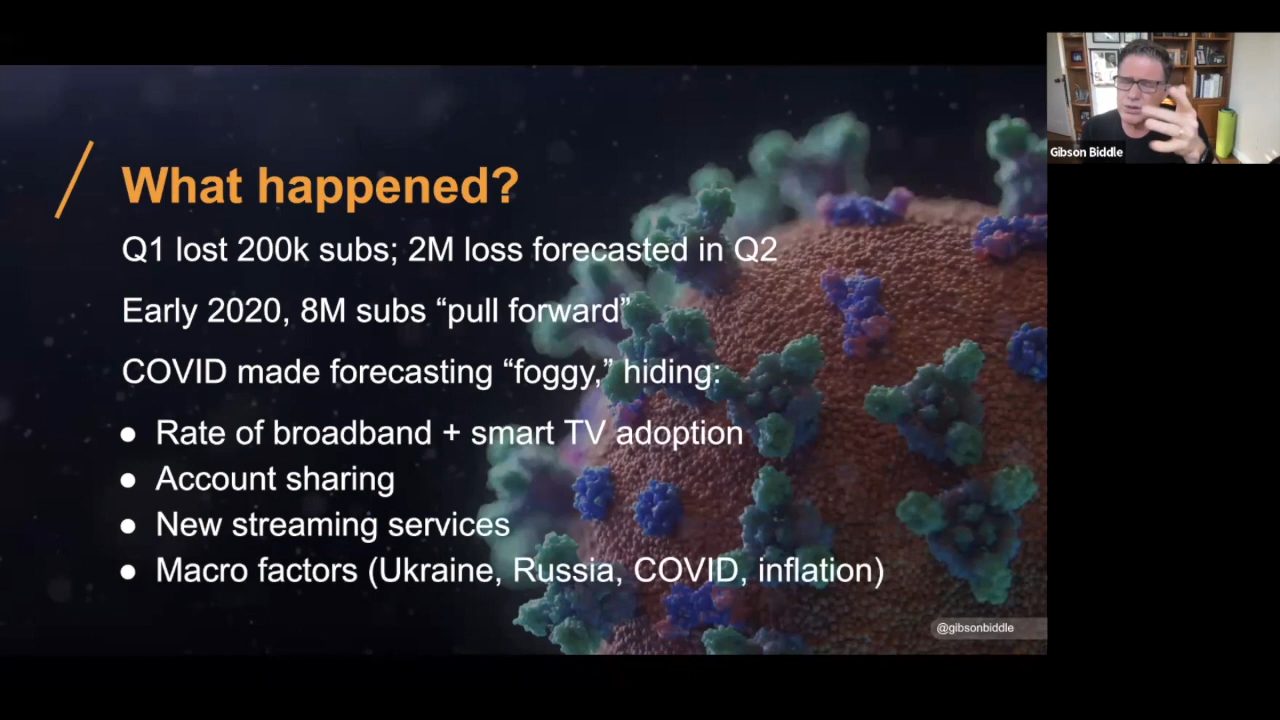 What happened?
Q1 lost 200k subs; 2M loss forecasted in Q2
Early 2020, 8M subs “pull forward”
COVID made forecasting “foggy,” hiding:
● Rate of broadband + smart TV adoption
● Account sharing
● New streaming services
● Macro factors (Ukraine, Russia, COVID, inflation)
@gibsonbiddle
Gibson Biddle